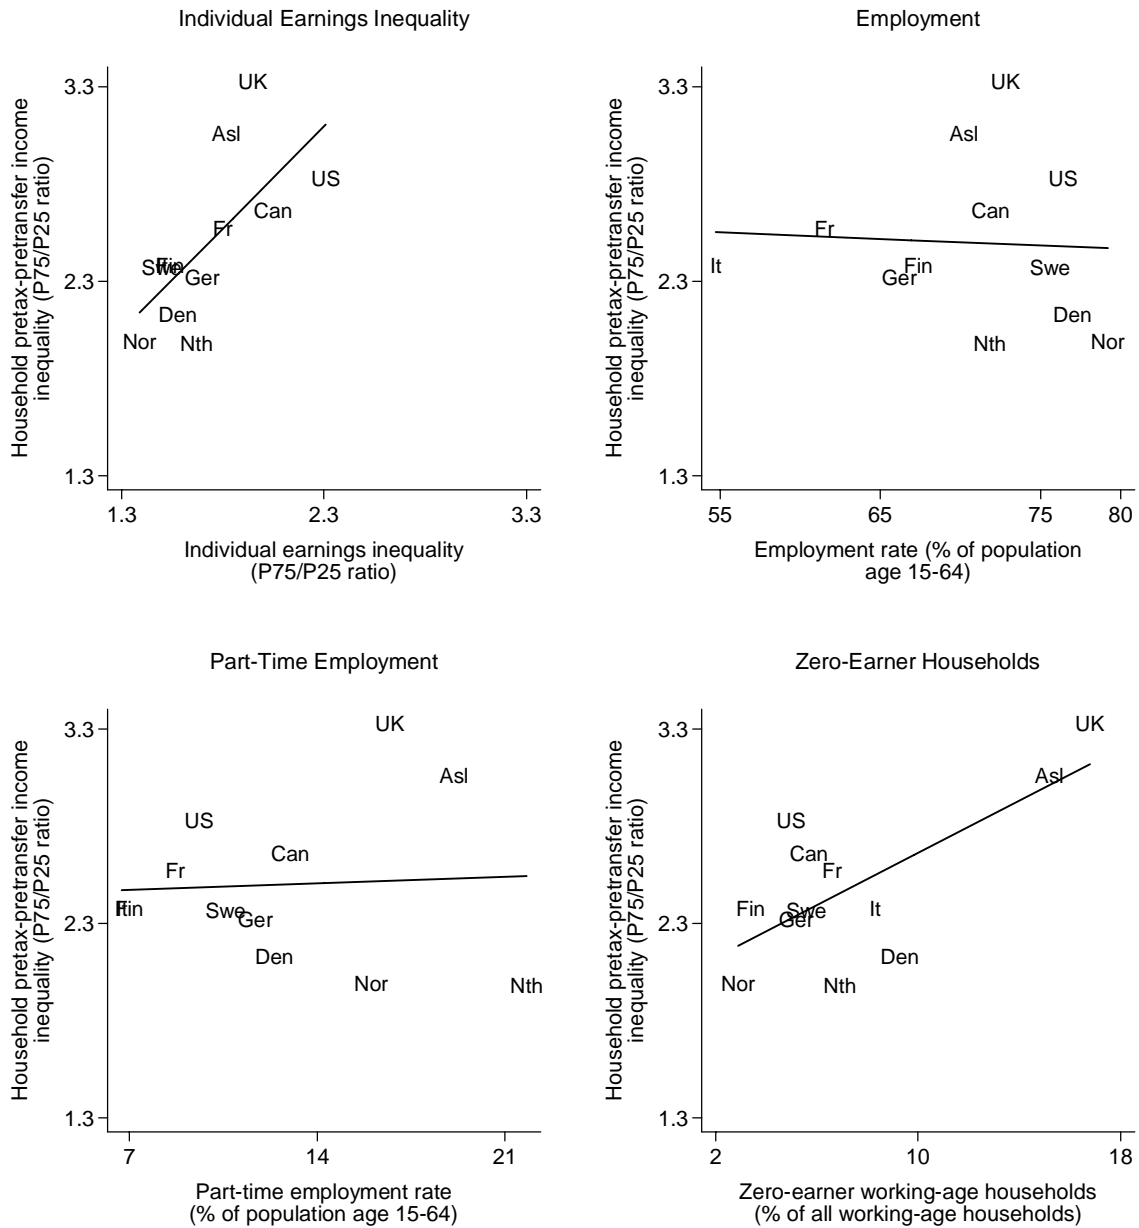 Individual Earnings Inequality
Household pretax-pretransfer income
inequality (P75/P25 ratio)
3.3
2.3
1.3
UK
Asl
US
Can
Fr
Swe
Fin
Ger
Den
Nor
Nth
1.3
2.3
3.3
Individual earnings inequality
(P75/P25 ratio)
Employment
Household pretax-pretransfer income
inequality (P75/P25 ratio)
3.3
2.3
1.3
UK
Asl
US
Can
Fr
It
Fin
Ger
Swe
Den
Nth
Nor
55
65
75
80
Employment rate (% of population
age 15-64)
Part-Time Employment
Household pretax-pretransfer income
inequality (P75/P25 ratio)
3.3
2.3
1.3
UK
Asl
US
Can
Fr
Fin
Swe
Ger
Den
Nor
Nth
7
14
21
Part-time employment rate
(% of population age 15-64)
Zero-Earner Households
Household pretax-pretransfer income
inequality (P75/P25 ratio)
3.3
2.3
1.3
UK
Asl
US
Can
Fr
Fin
Swe
It
Ger
Den
Nor
Nth
2
10
18
Zero-earner working-age households
(% of all working-age households)